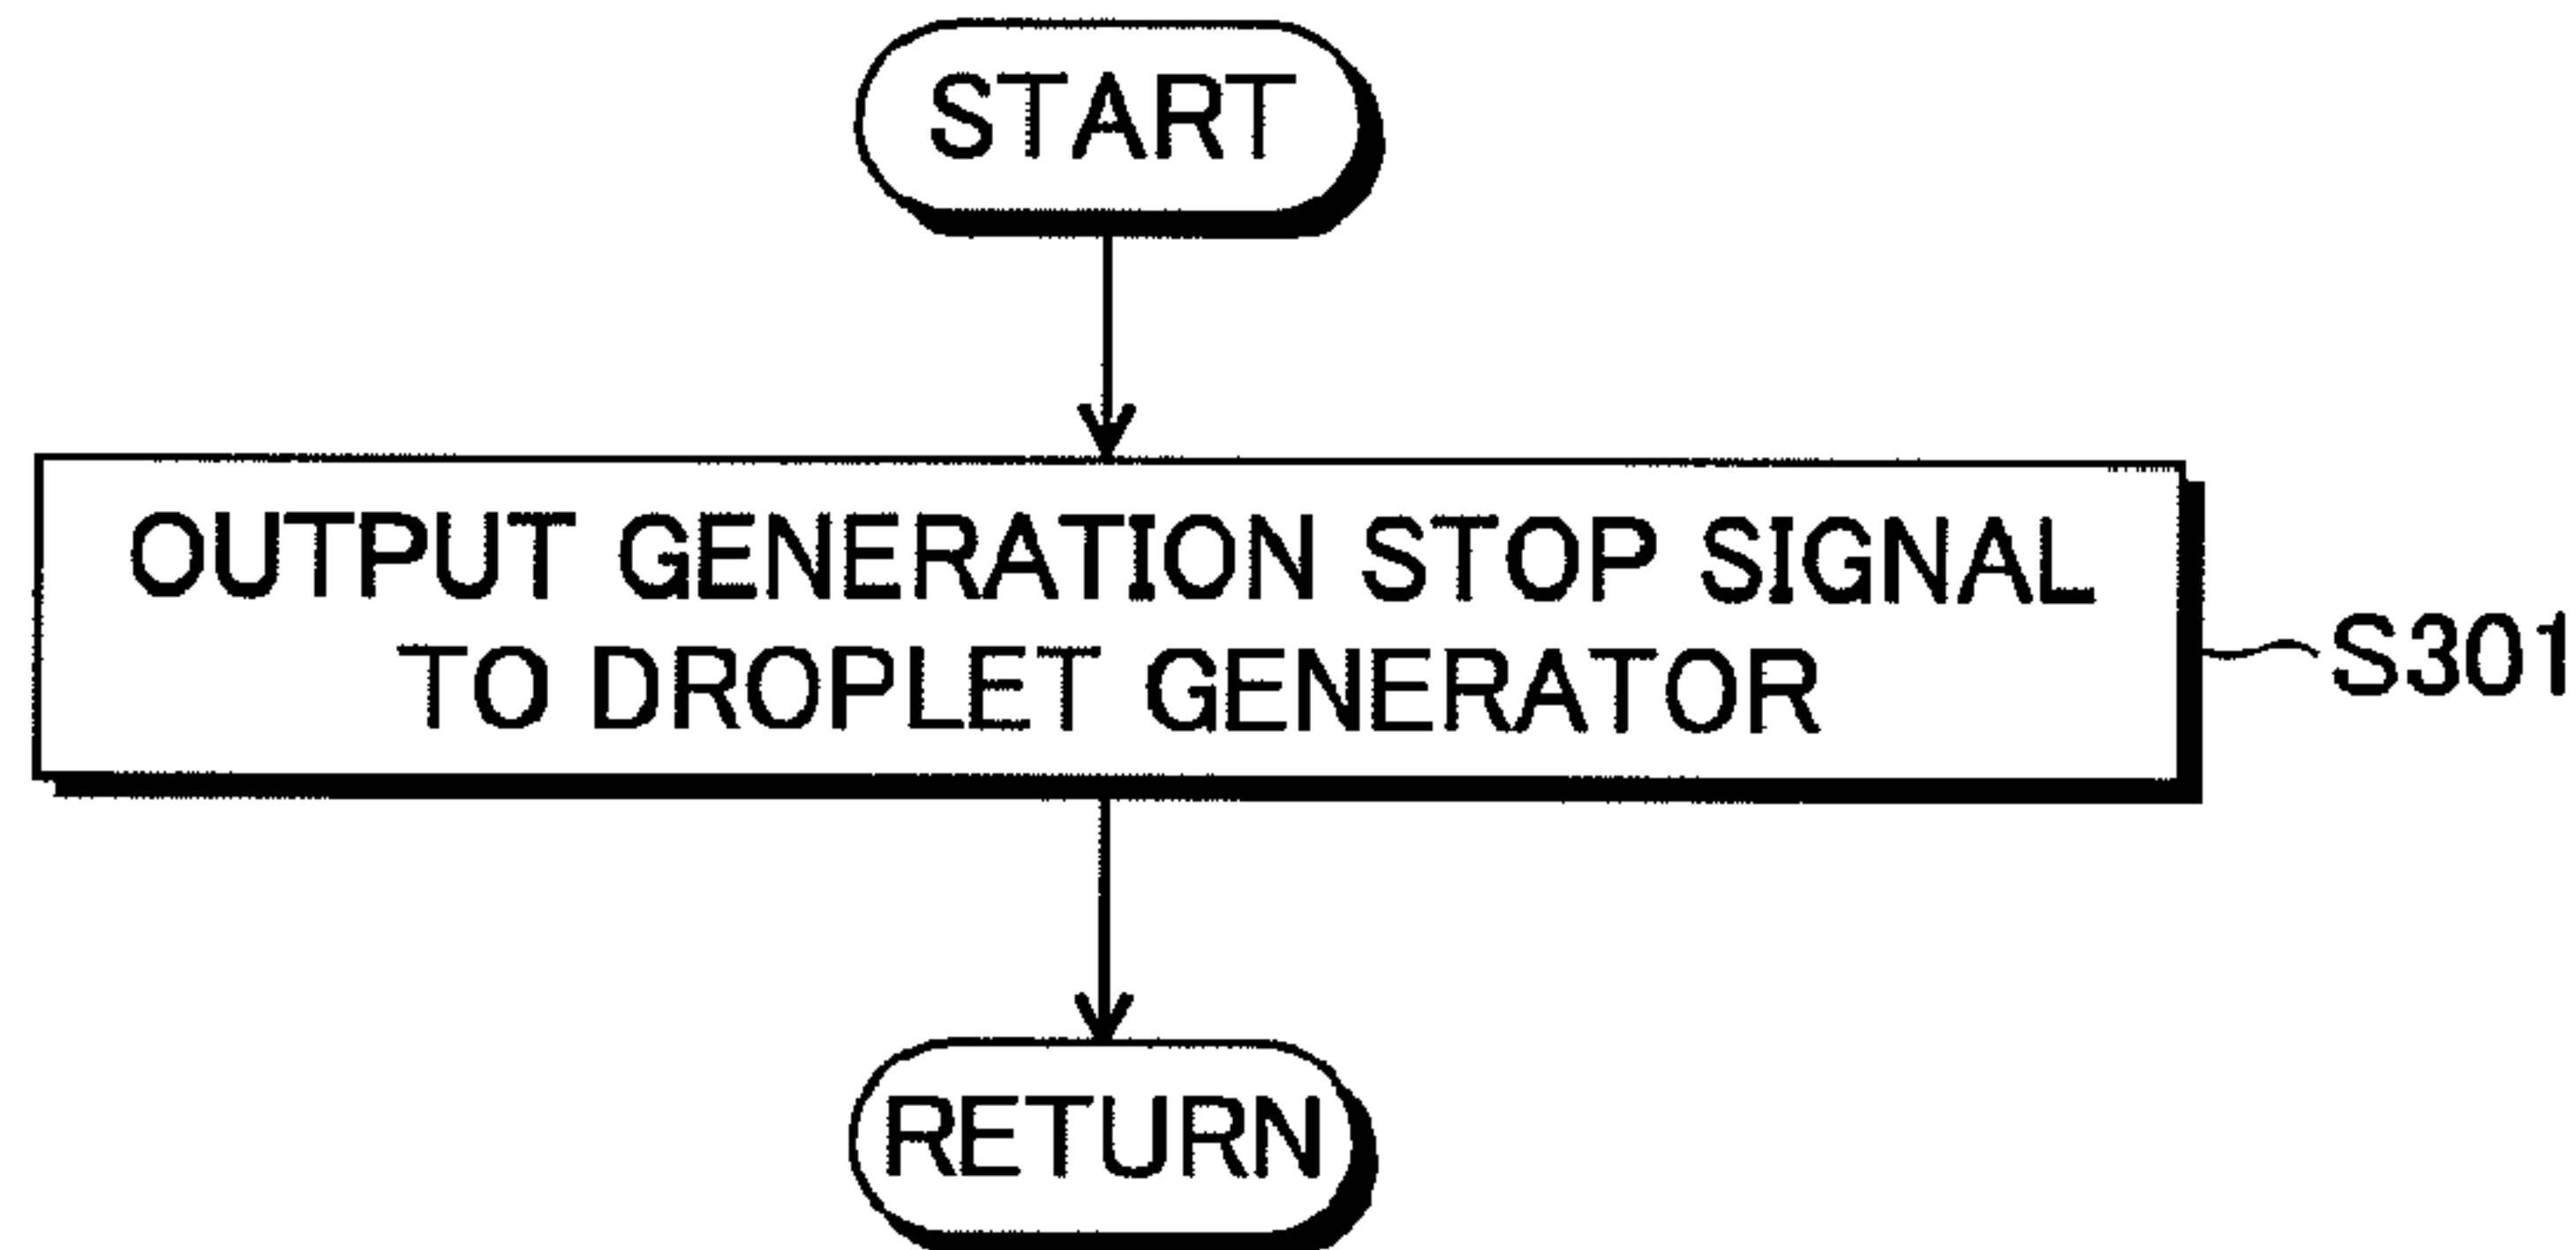 START
OUTPUT GENERATION STOP SIGNAL
TO DROPLET GENERATOR
S301
RETURN